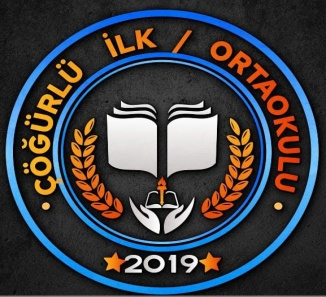 ÇÖĞÜRLÜ İLK / ORTAOKULU
2019